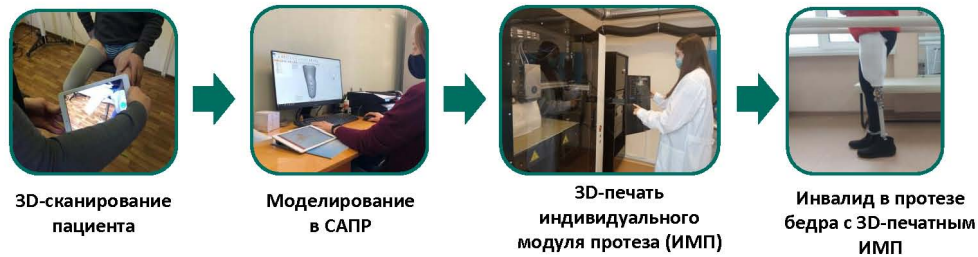 3D-сканирование
пациента
Моделирование
в САПР
3D-печать
индивидуального
модуля протеза (ИМП)
Инвалид в протезе
бедра с 3D-печатным
ИМП